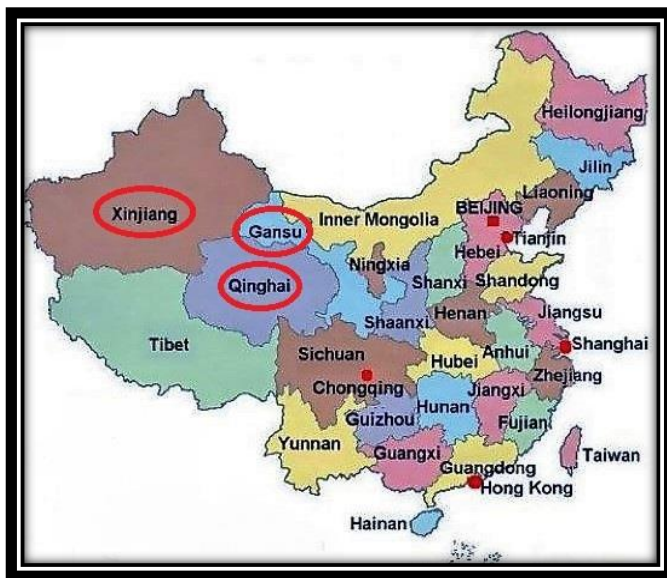 Heilongjiang
Jilin
Liaoning
Xinjiang
Gansu
Inner Mongolia
BEIJING
Tianjin
Hebei
Ningxia
Shanxi
Shandong
Qinghai
Shaanxi
Henan
Jiangsu
Tibet
Sichuan
Hubei
Anhui
Shanghai
Chongqing
Zhejiang
Hunan
Jiangxi
Guizhou
Fujian
Yunnan
Guangxi
Guangdong
Taiwan
Hong Kong
Hainan